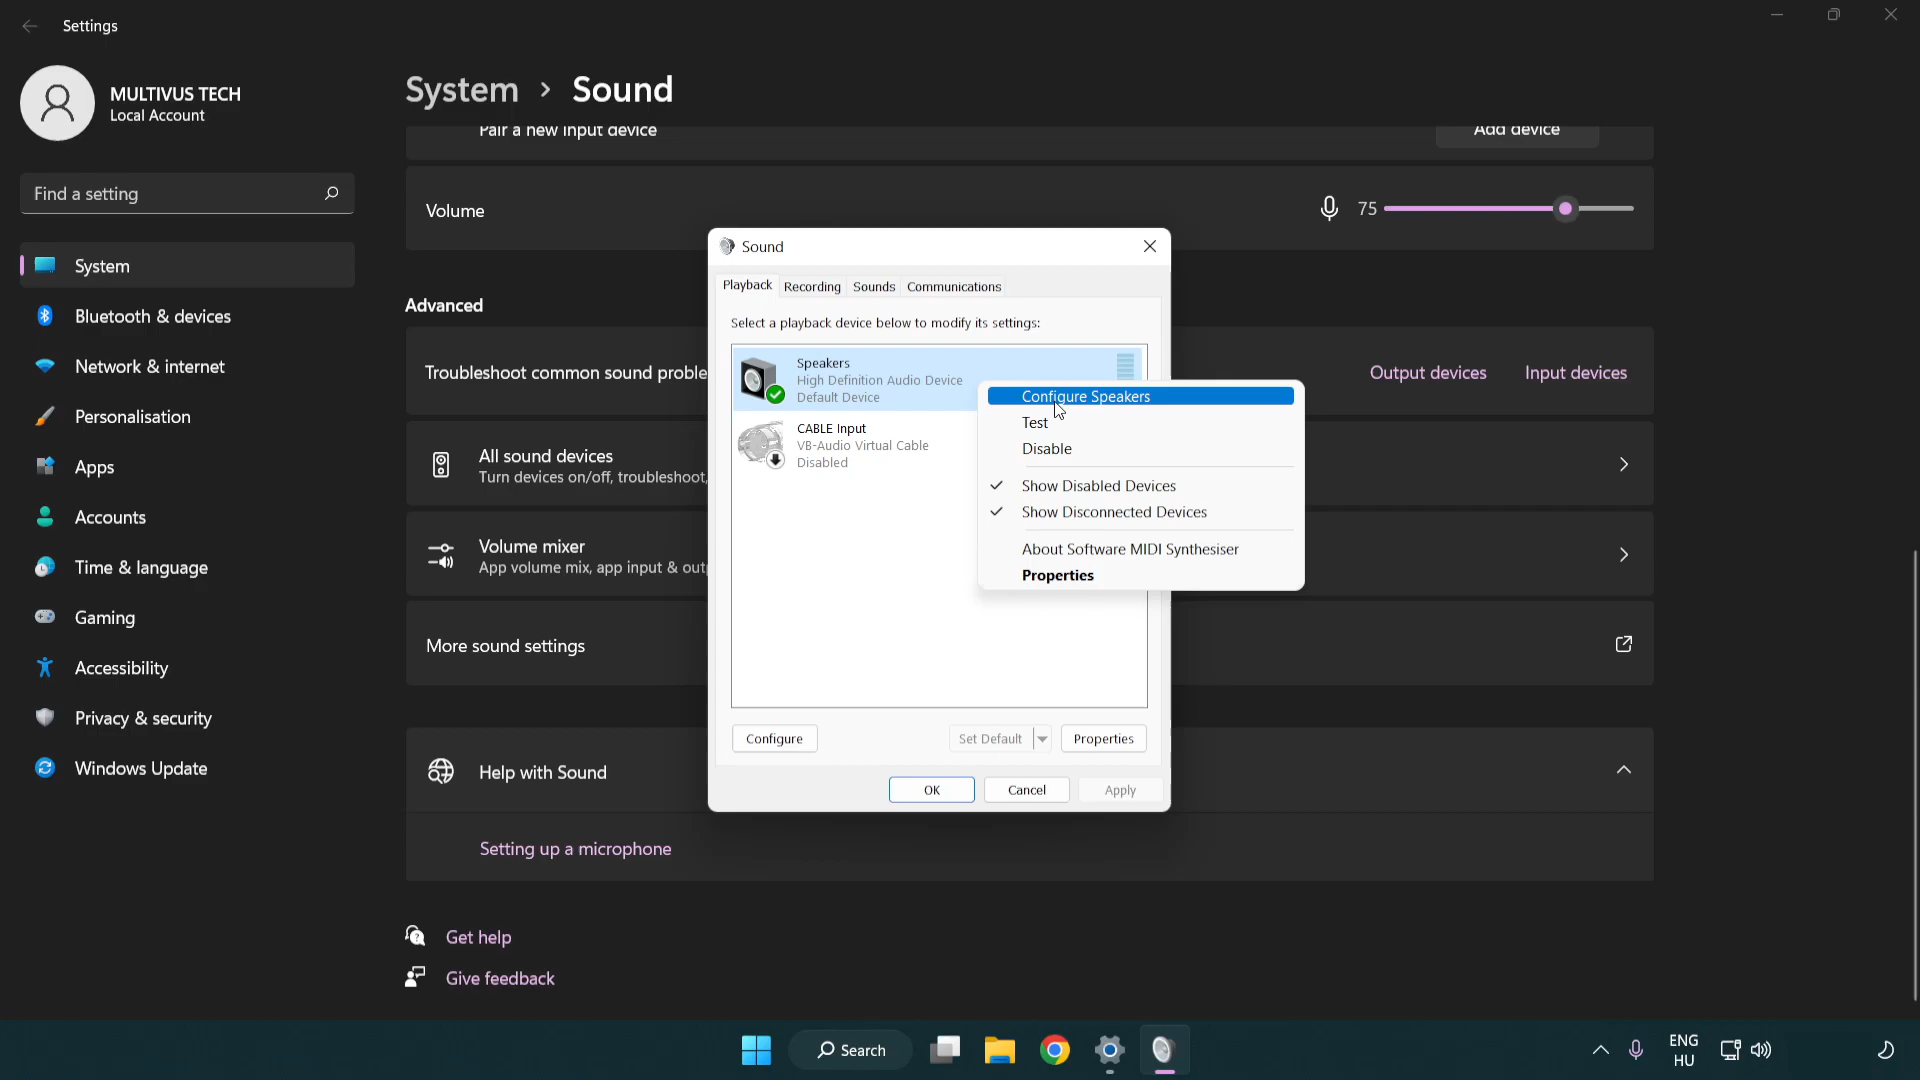 Settings
MULTIVUS TECH
Local Account
Find a setting
System
Bluetooth & devices
Network & internet
Personalisation
Apps
Accounts
Time & language
Gaming
Accessibility
Privacy & security
Windows Update
System › Sound
Pair a new input device
Add device
Volume
75
Advanced
Troubleshoot common sound proble
Output devices
Input devices
All sound devices
Turn devices on/off, troubleshoot,
Volume mixer
App volume mix, app input & out
More sound settings
Help with Sound
Setting up a microphone
Get help
Give feedback
Sound
Playback
Recording
Sounds
Communications
Select a playback device below to modify its settings:
Speakers
High Definition Audio Device
Default Device
CABLE Input
VB-Audio Virtual Cable
Disabled
Configure Speakers
Test
Disable
Show Disabled Devices
Show Disconnected Devices
About Software MIDI Synthesiser
Properties
Configure
Set Default
Properties
OK
Cancel
Apply
Search
ENG
HU